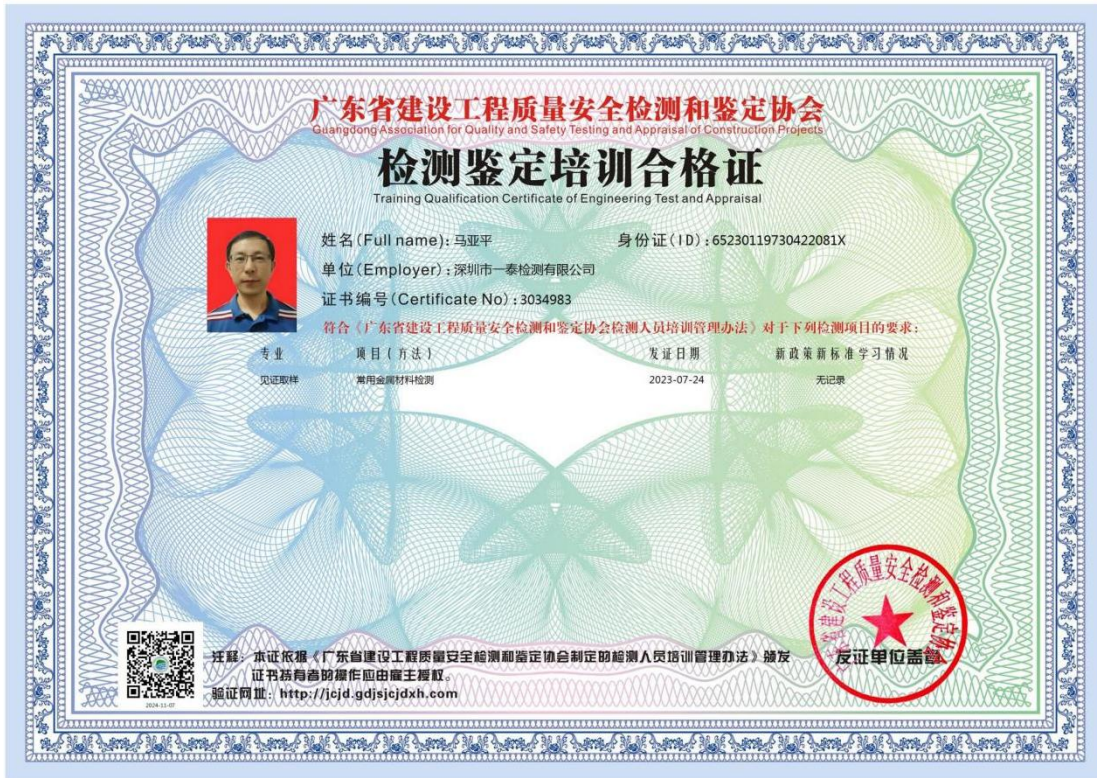 广东省建设工程质量安全检测和鉴定协会
Guangdong Association for Quality and Safety Testing and Appraisal of Construction Projects
检测鉴定培训合格证
Training Qualification Certificate of Engineering Test and Appraisal
姓名(Full name): 马亚平 身份证(ID): 65230119730422081X
单位(Employer): 深圳市一泰检测有限公司
证书编号(Certificate No): 3034983
符合《广东省建设工程质量安全检测和鉴定协会检测人员培训管理办法》对于下列检测项目的要求:
专业 项目(方法) 发证日期 新政策新标准学习情况
见证取样 常用金属材料检测 2023-07-24 无记录
注释: 本证依据《广东省建设工程质量安全检测和鉴定协会制定的检测人员培训管理办法》颁发
证书持有者的操作应由雇主授权。
验证网址: http://jcjd.gdjsjcjdxh.com
2024-11-07
广东省建设工程质量安全检测和鉴定协会
发证单位盖章